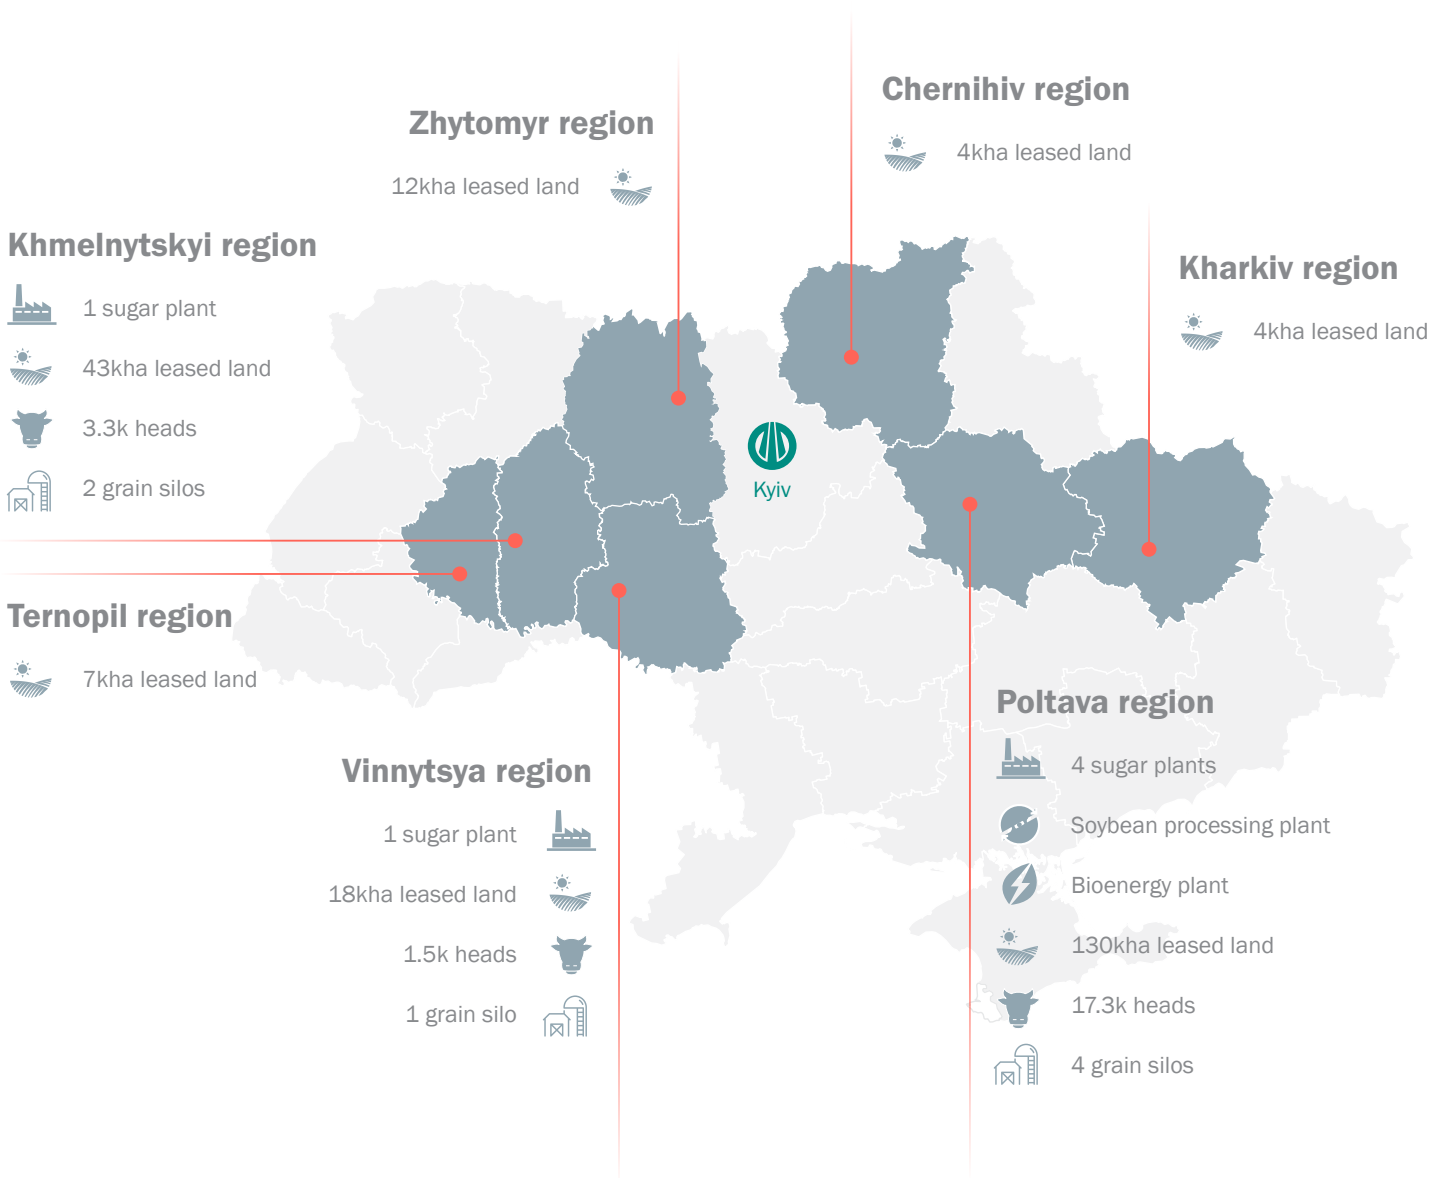 Chernihiv region
4kha leased land
Zhytomyr region
12kha leased land
Khmelnytskyi region
1 sugar plant
43kha leased land
3.3k heads
2 grain silos
Kharkiv region
4kha leased land
Kyiv
Ternopil region
7kha leased land
Vinnytsya region
1 sugar plant
18kha leased land
1.5k heads
1 grain silo
Poltava region
4 sugar plants
Soybean processing plant
Bioenergy plant
130kha leased land
17.3k heads
4 grain silos